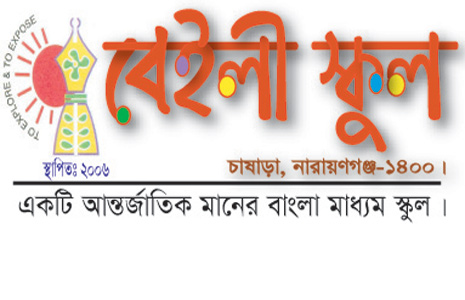 TO EXPLORE & TO EXPOSE
বেইলী স্কুল
স্থাপিতঃ ২০০৬
চাষাড়া, নারায়ণগঞ্জ-১৪০০।
একটি আন্তর্জাতিক মানের বাংলা মাধ্যম স্কুল।